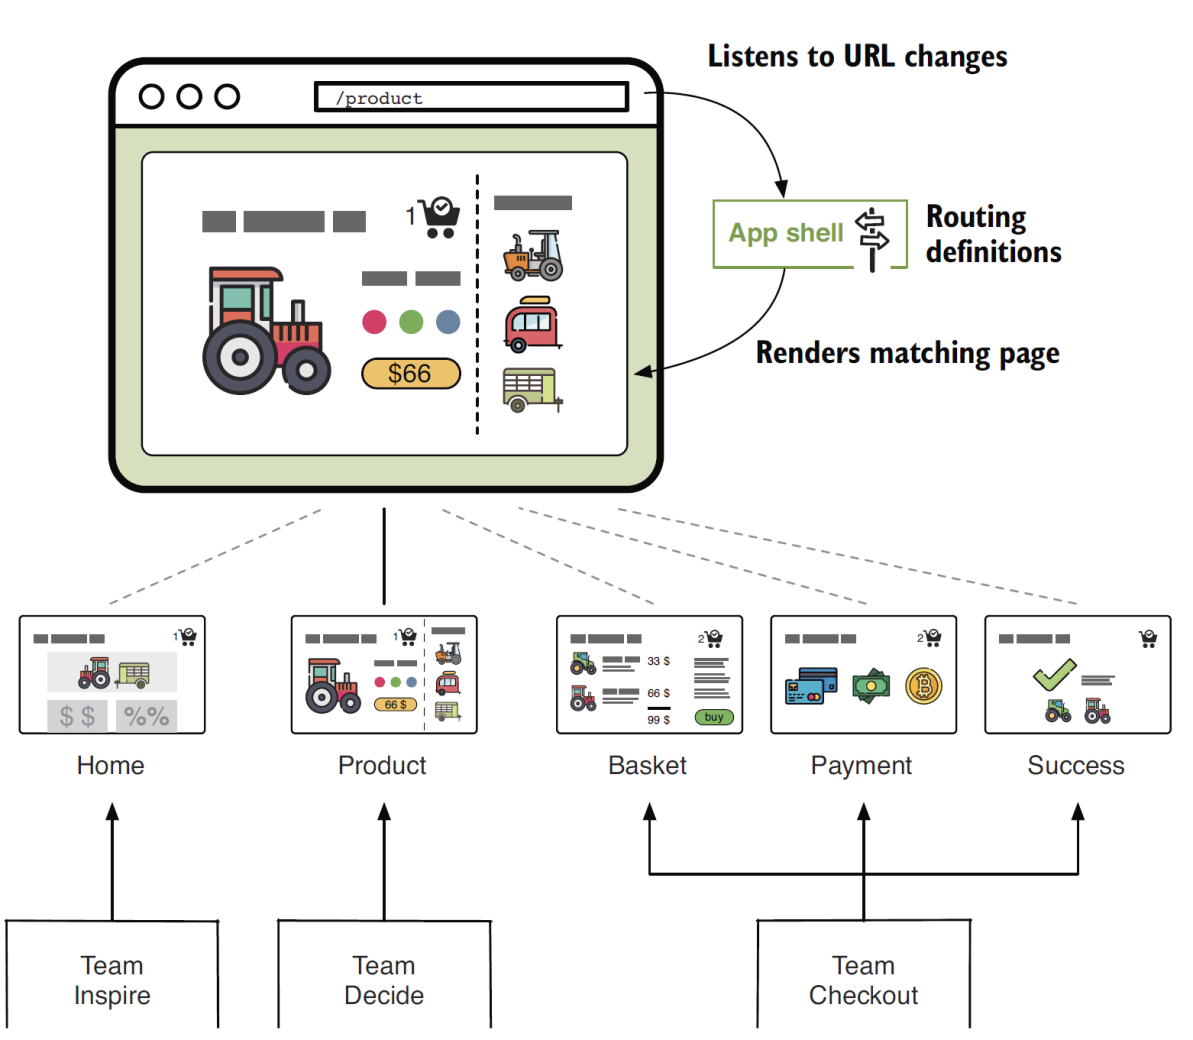 Listens to URL changes
/product
1
App shell
Routing
definitions
$66
Renders matching page
1
$ $
%%
1
66 $
2
33 $
66 $
99 $
buy
2
Home
Product
Basket
Payment
Success
Team
Inspire
Team
Decide
Team
Checkout